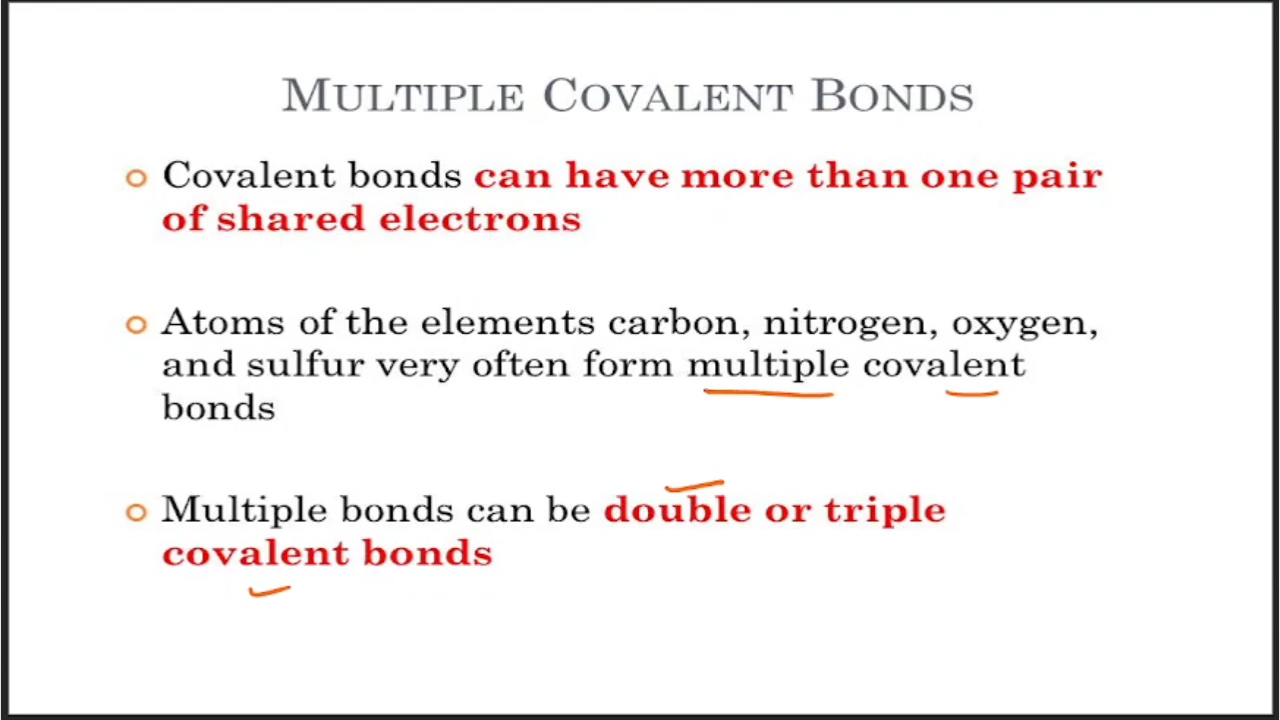 MULTIPLE COVALENT BONDS
Covalent bonds can have more than one pair
of shared electrons
Atoms of the elements carbon, nitrogen, oxygen,
and sulfur very often form multiple covalent
bonds
Multiple bonds can be double or triple
covalent bonds